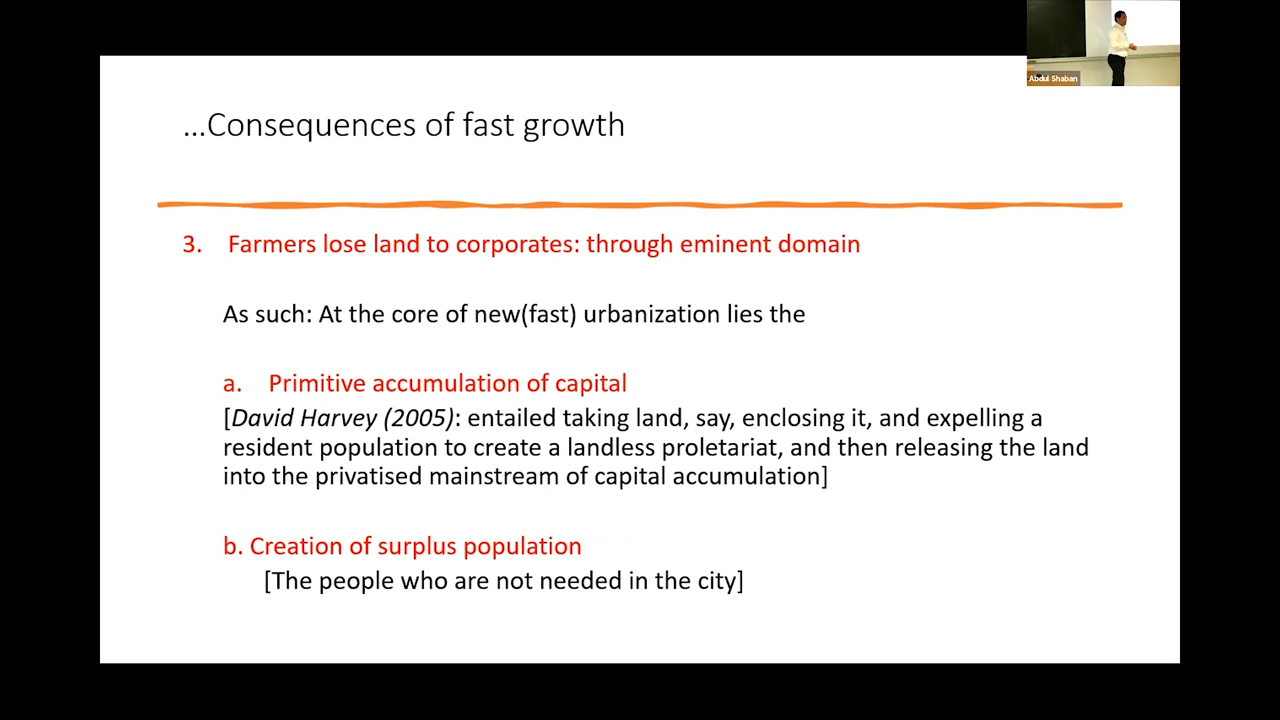 Abdul Shaban
...Consequences of fast growth
3. Farmers lose land to corporates: through eminent domain
As such: At the core of new(fast) urbanization lies the
a. Primitive accumulation of capital
[David Harvey (2005): entailed taking land, say, enclosing it, and expelling a
resident population to create a landless proletariat, and then releasing the land
into the privatised mainstream of capital accumulation]
b. Creation of surplus population
[The people who are not needed in the city]